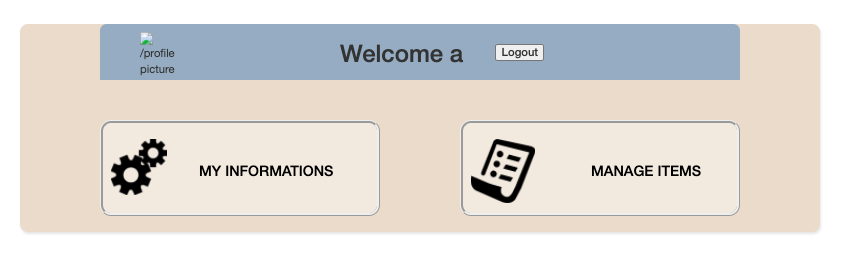 /profile
picture
Welcome a
Logout
MY INFORMATIONS
MANAGE ITEMS